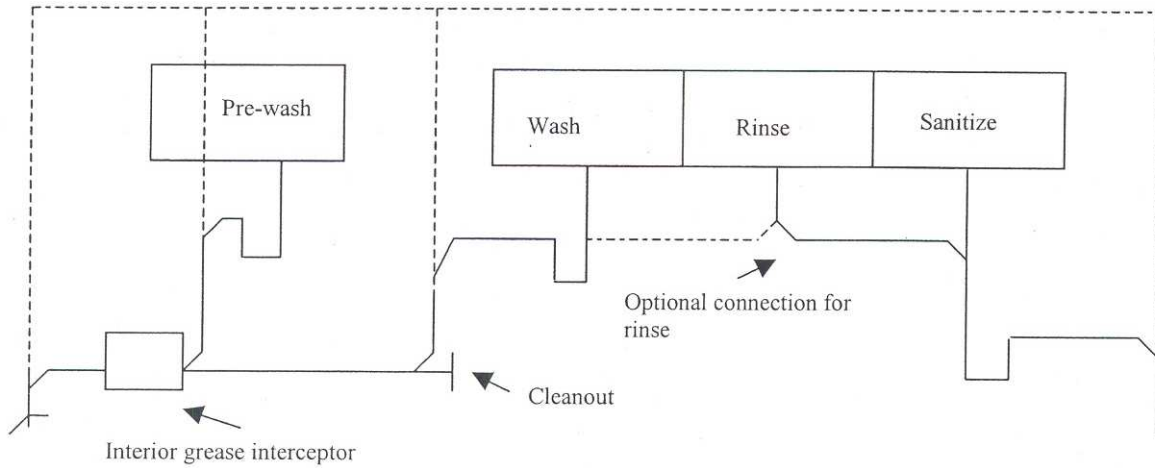 Pre-wash
Wash
Rinse
Sanitize
Optional connection for
rinse
Cleanout
Interior grease interceptor